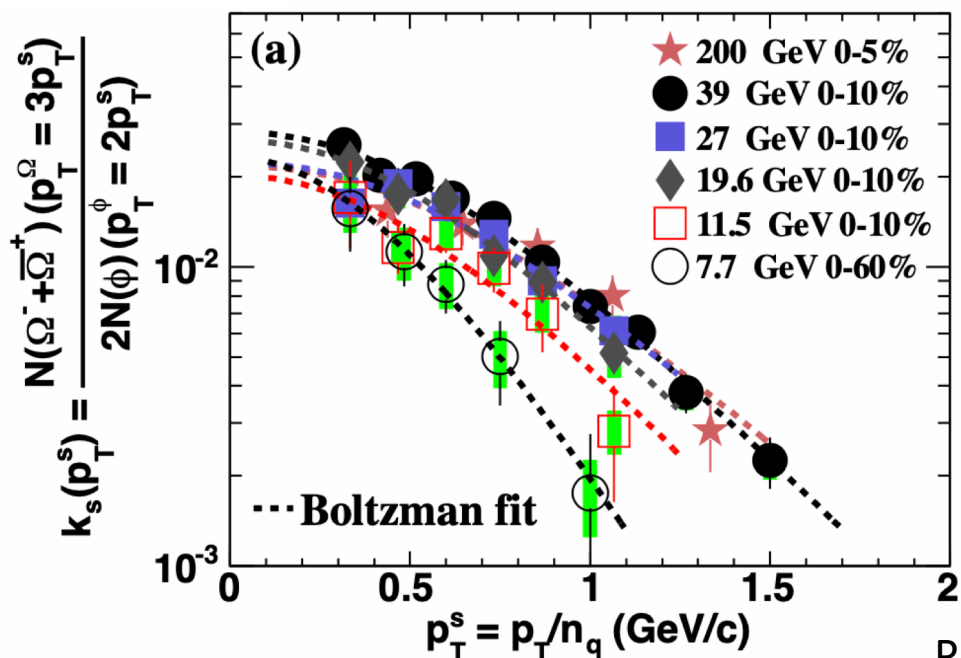 k_s(p_T^s) = N(Ω^- + Ω̅^+)(p_T^Ω = 3p_T^s) / 2N(ϕ)(p_T^ϕ = 2p_T^s)
(a)
200 GeV 0-5%
39 GeV 0-10%
27 GeV 0-10%
19.6 GeV 0-10%
11.5 GeV 0-10%
7.7 GeV 0-60%
10^-2
Boltzman fit
10^-3
0 0.5 1 1.5 2
p_T^s = p_T/n_q (GeV/c)
D